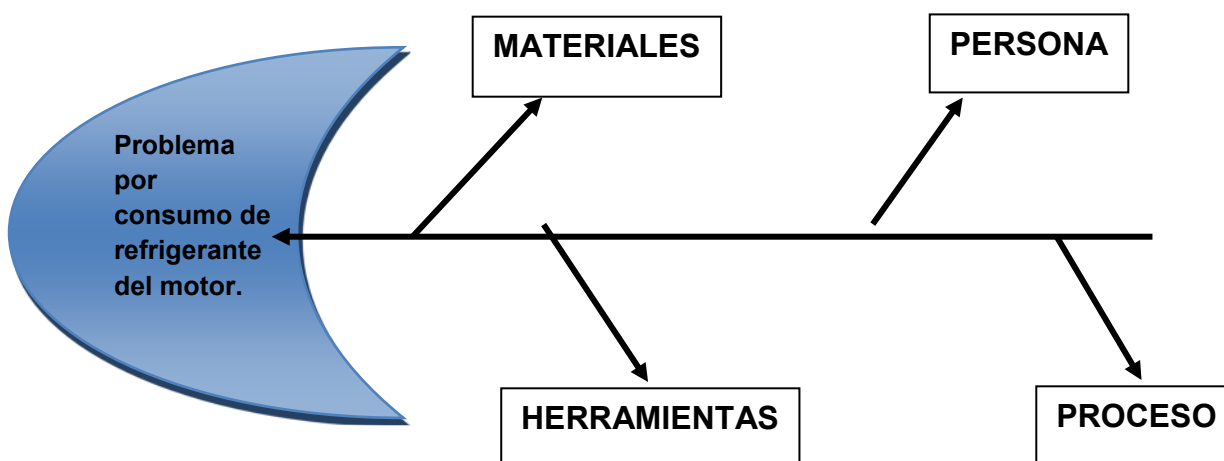 MATERIALES
PERSONA
Problema
por
consumo de
refrigerante
del motor.
HERRAMIENTAS
PROCESO